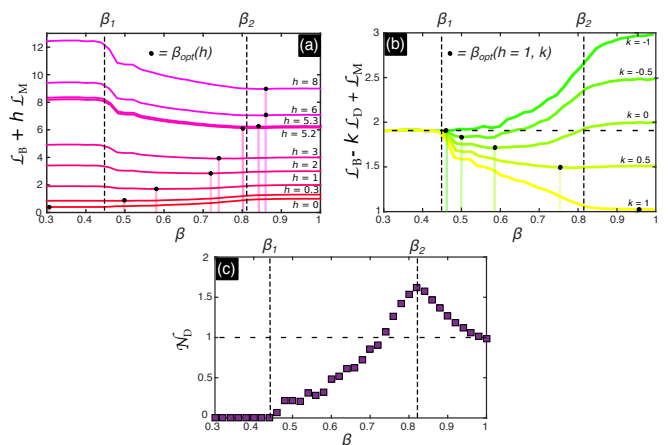 β1 β2 β1 β2
(a) (b)
• = βopt(h)
• = βopt(h = 1, k)
12
10
8
6
4
2
0
ℒB + h ℒM
h = 8
h = 6
h = 5.3
h = 5.2
h = 3
h = 2
h = 1
h = 0.3
h = 0
0.3 0.4 0.5 0.6 0.7 0.8 0.9 1
β
3
2.5
2
1.5
1
ℒB - k ℒD + ℒM
k = -1
k = -0.5
k = 0
k = 0.5
k = 1
0.3 0.4 0.5 0.6 0.7 0.8 0.9 1
β
β1 β2
(c)
2
1.5
1
0.5
0
𝒩D
0.3 0.4 0.5 0.6 0.7 0.8 0.9 1
β